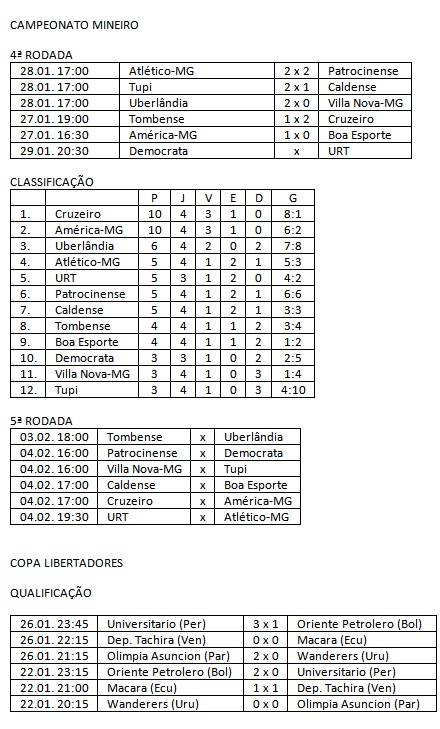 CAMPEONATO MINEIRO
4ª RODADA
28.01. 17:00 Atlético-MG 2 x 2 Patrocinense
28.01. 17:00 Tupi 2 x 1 Caldense
28.01. 17:00 Uberlândia 2 x 0 Villa Nova-MG
27.01. 19:00 Tombense 1 x 2 Cruzeiro
27.01. 16:30 América-MG 1 x 0 Boa Esporte
29.01 20:30 Democrata x URT
CLASSIFICAÇÃO
P J V E D G
1. Cruzeiro 10 4 3 1 0 8:1
2. América-MG 10 4 3 1 0 6:2
3. Uberlândia 6 4 2 0 2 7:8
4. Atlético-MG 5 4 1 2 1 5:3
5. URT 5 3 1 2 0 4:2
6. Patrocinense 5 4 1 2 1 6:6
7. Caldense 5 4 1 2 1 3:3
8. Tombense 4 4 1 1 2 3:4
9. Boa Esporte 4 4 1 1 2 1:2
10. Democrata 3 3 1 0 2 2:5
11. Villa Nova-MG 3 4 1 0 3 1:4
12. Tupi 3 4 1 0 3 4:10
5ª RODADA
03.02. 18:00 Tombense x Uberlândia
04.02. 16:00 Patrocinense x Democrata
04.02. 16:00 Villa Nova-MG x Tupi
04.02. 17:00 Caldense x Boa Esporte
04.02. 17:00 Cruzeiro x América-MG
04.02. 19:30 URT x Atlético-MG
COPA LIBERTADORES
QUALIFICAÇÃO
26.01. 23:45 Universitario (Per) 3 x 1 Oriente Petrolero (Bol)
26.01. 22:15 Dep. Tachira (Ven) 0 x 0 Macara (Ecu)
26.01. 21:15 Olimpia Asuncion (Par) 2 x 0 Wanderers (Uru)
22.01. 23:15 Oriente Petrolero (Bol) 2 x 0 Universitario (Per)
22.01. 21:00 Macara (Ecu) 1 x 1 Dep. Tachira (Ven)
22.01. 20:15 Wanderers (Uru) 0 x 0 Olimpia Asuncion (Par)